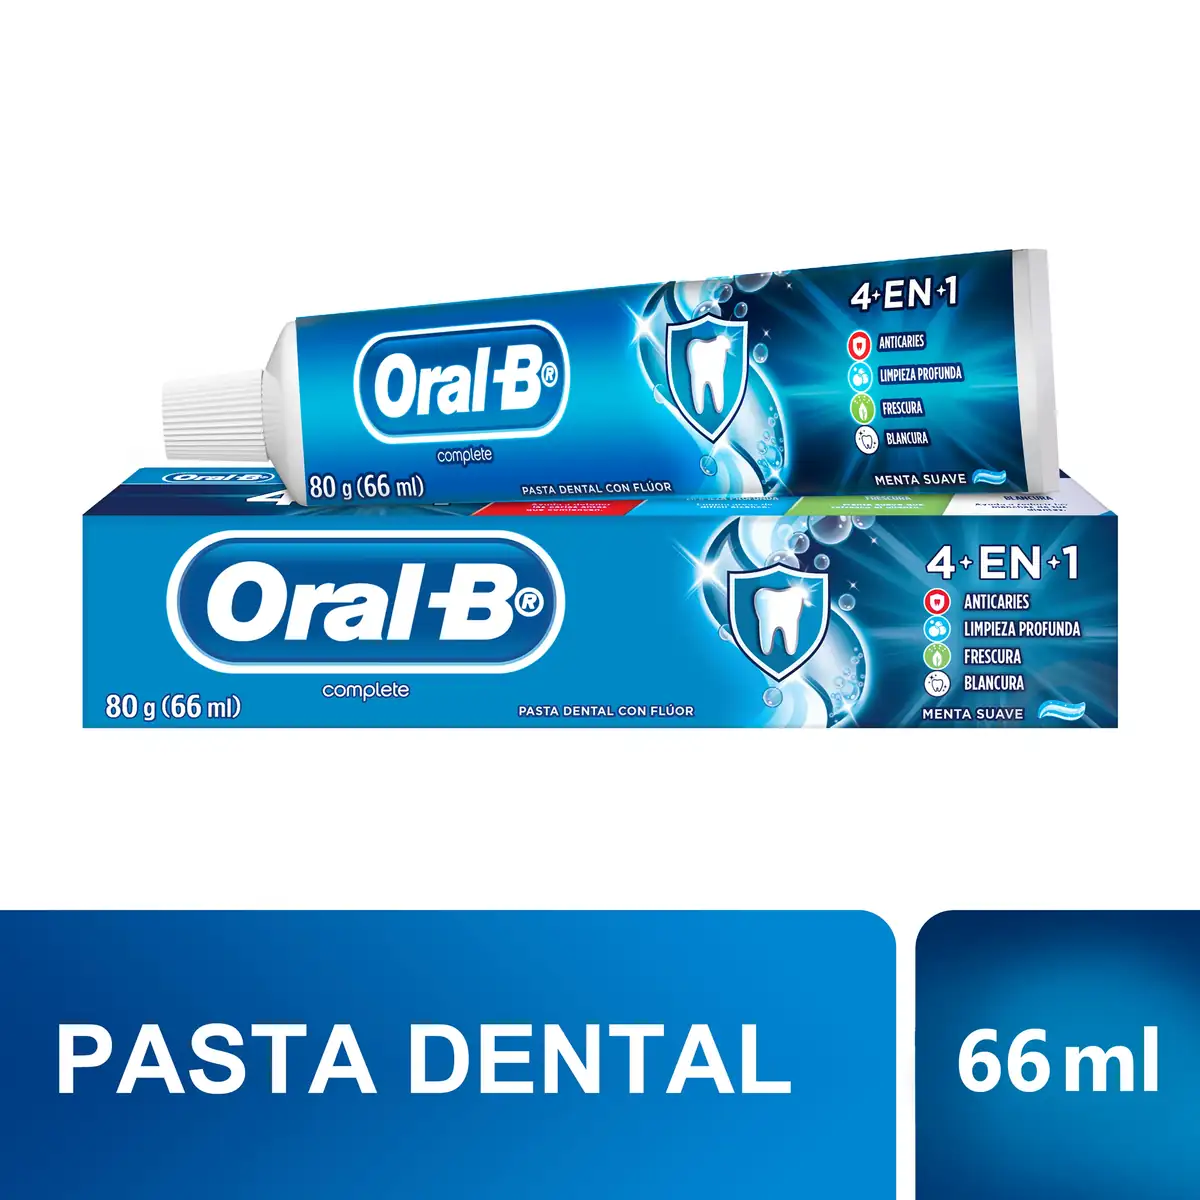 4+EN+1
ANTICARIES
LIMPIEZA PROFUNDA
FRESCURA
BLANCURA
Oral-B®
complete
80 g (66 ml)
PASTA DENTAL CON FLÚOR
MENTA SUAVE
Oral-B
FRESCURA
BLANCURA
Oral-B®
4+EN+1
ANTICARIES
LIMPIEZA PROFUNDA
FRESCURA
BLANCURA
complete
80 g (66 ml)
PASTA DENTAL CON FLÚOR
MENTA SUAVE
PASTA DENTAL
66 ml